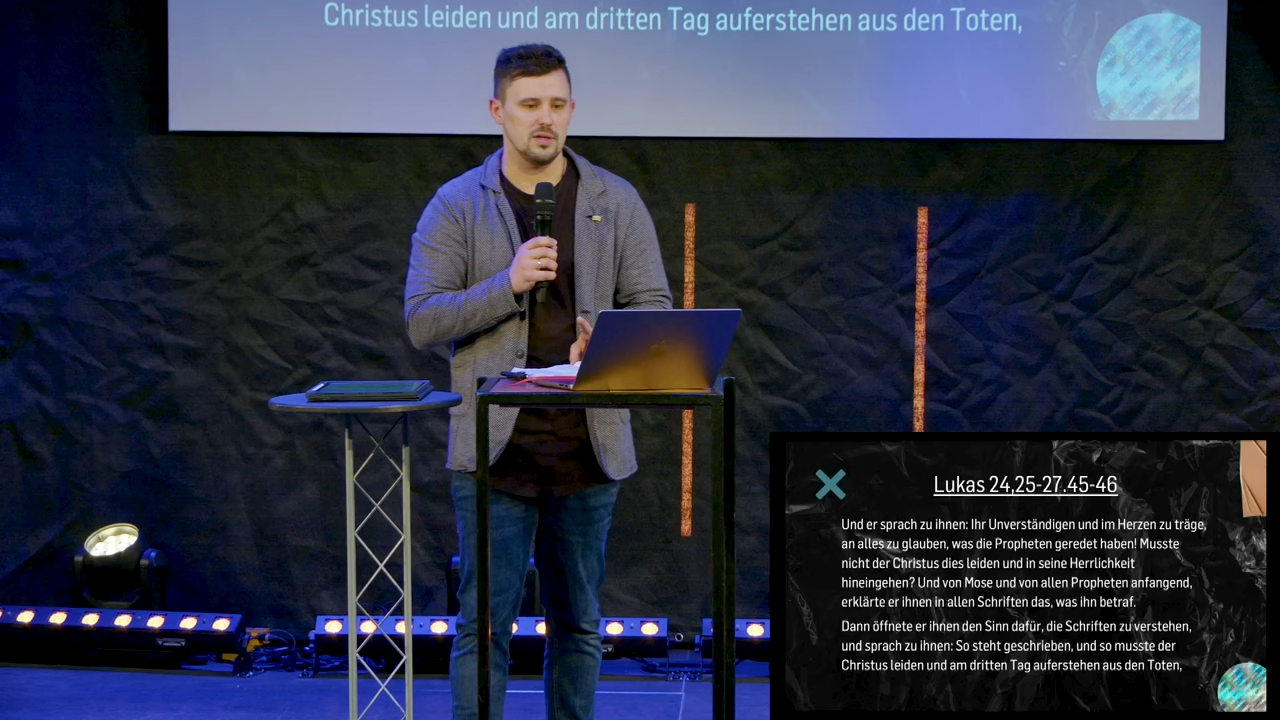 Christus leiden und am dritten Tag auferstehen aus den Toten,
Lukas 24,25-27.45-46
Und er sprach zu ihnen: Ihr Unverständigen und im Herzen zu träge,
an alles zu glauben, was die Propheten geredet haben! Musste
nicht der Christus dies leiden und in seine Herrlichkeit
hineingehen? Und von Mose und von allen Propheten anfangend,
erklärte er ihnen in allen Schriften das, was ihn betraf.
Dann öffnete er ihnen den Sinn dafür, die Schriften zu verstehen,
und sprach zu ihnen: So steht geschrieben, und so musste der
Christus leiden und am dritten Tag auferstehen aus den Toten,